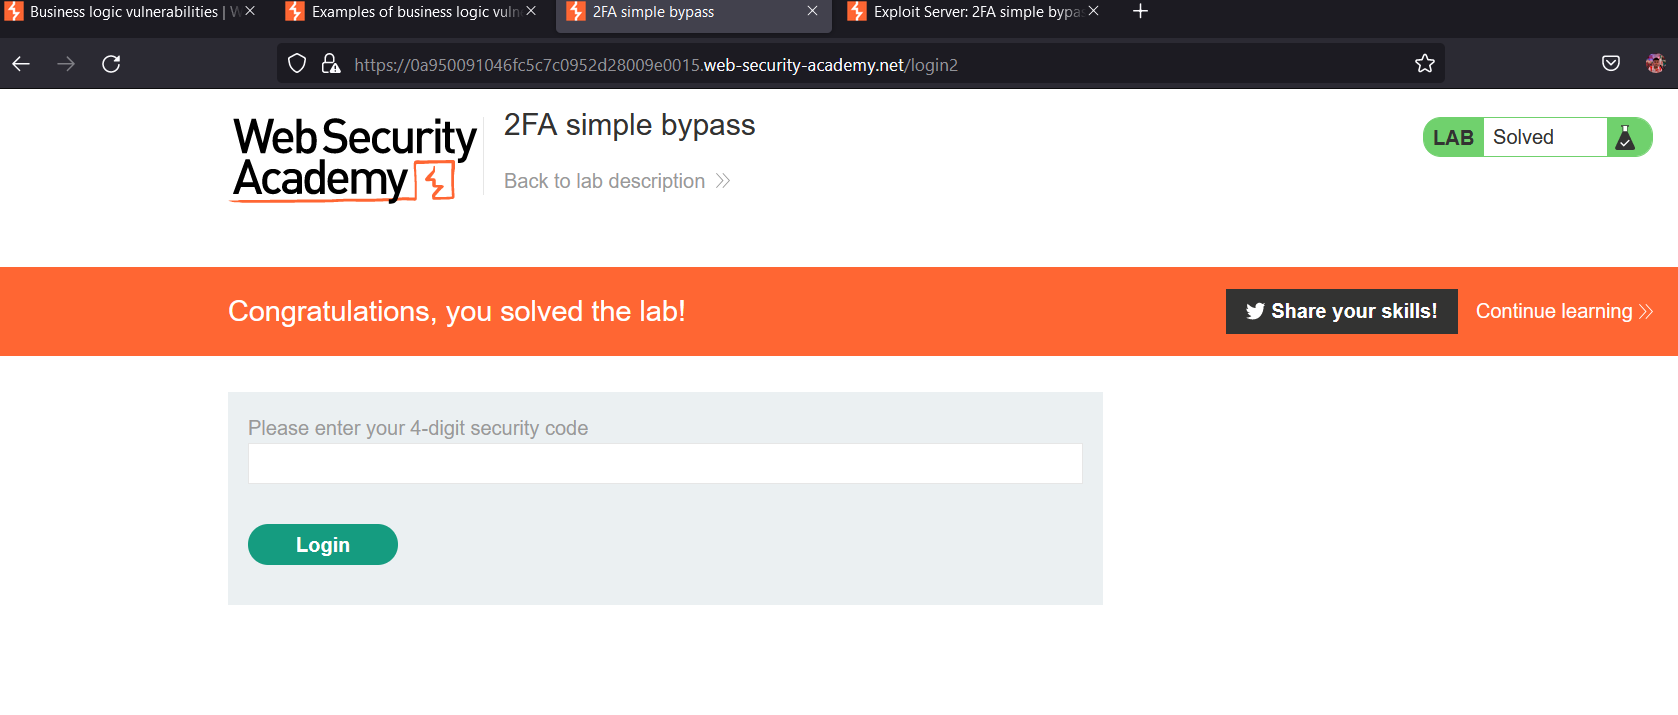 Business logic vulnerabilities | W
Examples of business logic vuln
2FA simple bypass
Exploit Server: 2FA simple bypas
https://0a950091046fc5c7c0952d28009e0015.web-security-academy.net/login2
Web Security
Academy
2FA simple bypass
Back to lab description
LAB Solved
Congratulations, you solved the lab!
Share your skills!
Continue learning
Please enter your 4-digit security code
Login